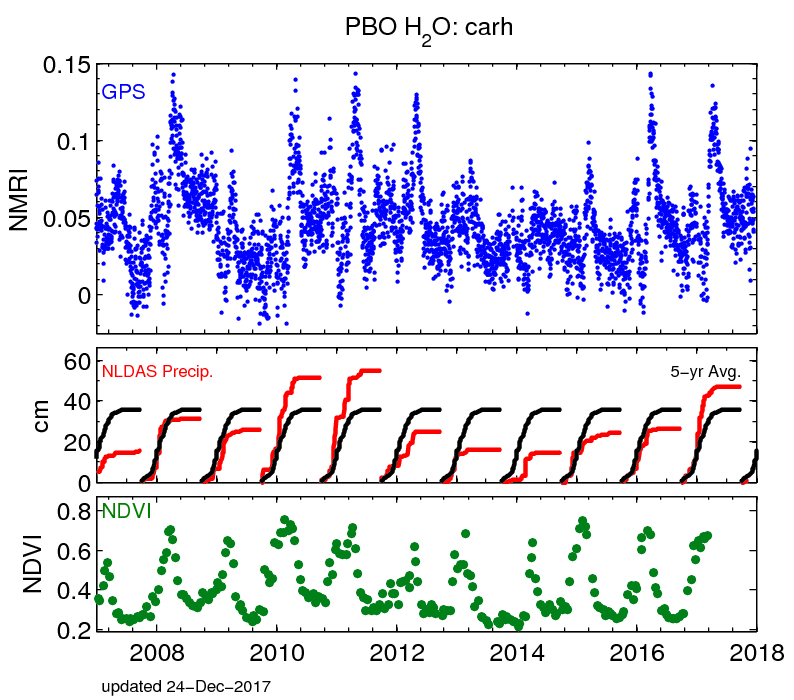 PBO H2O: carh
0.15
GPS
0.1
NMRI
0.05
0
60
NLDAS Precip.
5-yr Avg.
40
cm
20
0
0.8
NDVI
0.6
NDVI
0.4
0.2
2008 2010 2012 2014 2016 2018
updated 24-Dec-2017